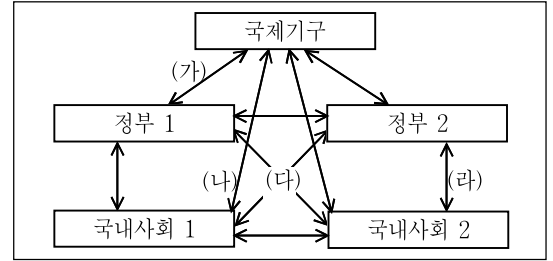 국제기구
(가)
정부 1
정부 2
(나)
(다)
(라)
국내사회 1
국내사회 2